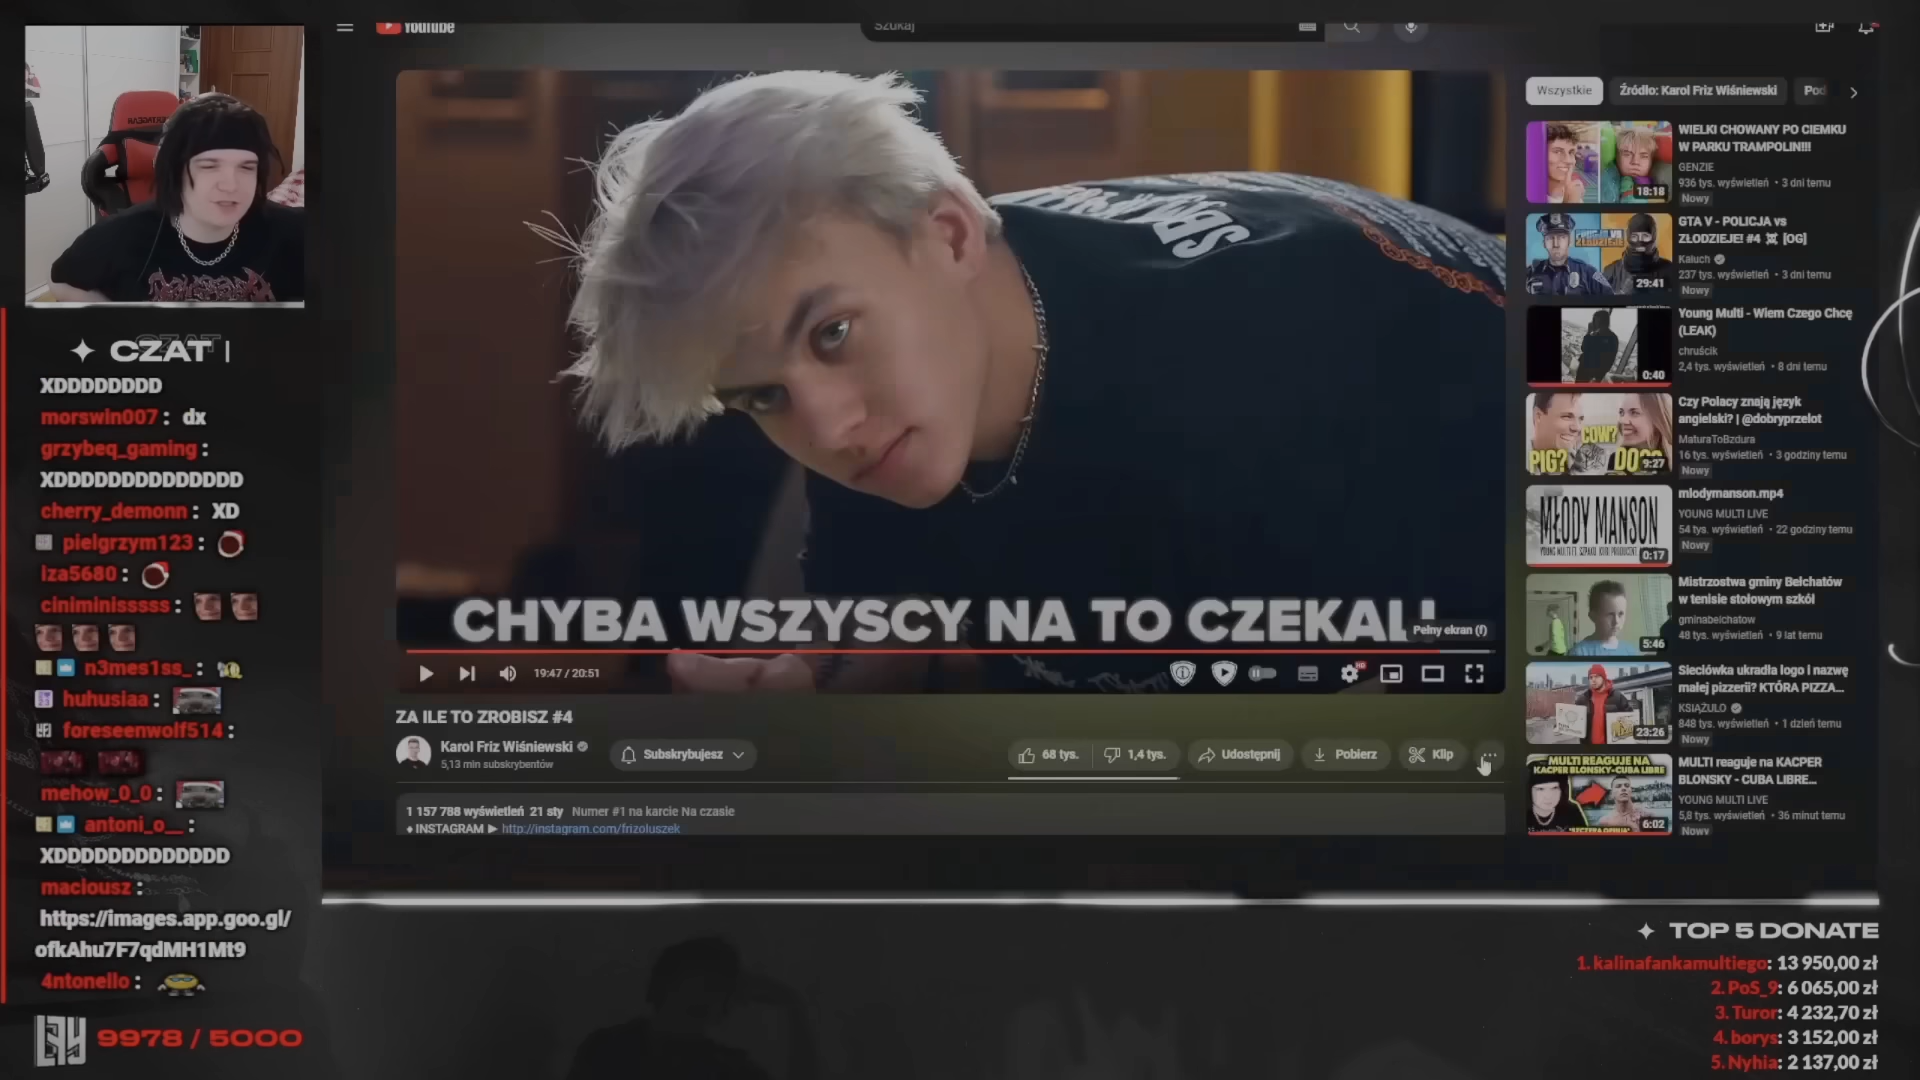 YouTube
Szukaj
Wszystkie
Źródło: Karol Friz Wiśniewski
Pod
CZAT
XDDDDDDDD
morswin007 : dx
grzybeq_gaming :
XDDDDDDDDDDDDDD
cherry_demonn : XD
pielgrzym123 :
iza5680 :
ciniminisssss :
n3mes1ss_ :
huhusiaa :
foreseenwolf514 :
mehow_0_0 :
antoni_o__ :
XDDDDDDDDDDDDD
maciousz :
https://images.app.goo.gl/
ofkAhu7F7qdMH1Mt9
4ntonello :
9978 / 5000
CHYBA WSZYSCY NA TO CZEKALI
Pełny ekran (f)
19:47 / 20:51
ZA ILE TO ZROBISZ #4
Karol Friz Wiśniewski
5,13 mln subskrybentów
Subskrybujesz
68 tys.
1,4 tys.
Udostępnij
Pobierz
Klip
1 157 788 wyświetleń 21 sty Numer #1 na karcie Na czasie
♦ INSTAGRAM ► http://instagram.com/frizoluszek
WIELKI CHOWANY PO CIEMKU
W PARKU TRAMPOLIN!!!
GENZIE
936 tys. wyświetleń • 3 dni temu
Nowy
18:18
GTA V - POLICJA vs
ZŁODZIEJE! #4 ☠ [OG]
Kaluch
237 tys. wyświetleń • 3 dni temu
Nowy
29:41
Young Multi - Wiem Czego Chcę
(LEAK)
chruścik
2,4 tys. wyświetleń • 8 dni temu
0:40
Czy Polacy znają język
angielski? | @dobryprzelot
MaturaToBzdura
16 tys. wyświetleń • 3 godziny temu
Nowy
COW?
PIG?
9:27
mlodymanson.mp4
YOUNG MULTI LIVE
54 tys. wyświetleń • 22 godziny temu
Nowy
MŁODY MANSON
0:17
Mistrzostwa gminy Bełchatów
w tenisie stołowym szkól
gminabelchatow
48 tys. wyświetleń • 9 lat temu
5:46
Sieciówka ukradła logo i nazwę
małej pizzerii? KTÓRA PIZZA...
KSIĄŻULO
848 tys. wyświetleń • 1 dzień temu
Nowy
23:26
MULTI reaguje na KACPER
BLONSKY - CUBA LIBRE...
YOUNG MULTI LIVE
5,8 tys. wyświetleń • 36 minut temu
Nowy
MULTI REAGUJE NA
KACPER BLONSKY-CUBA LIBRE
6:02
TOP 5 DONATE
1. kalinafankamultiego: 13 950,00 zł
2. PoS_9: 6 065,00 zł
3. Turor: 4 232,70 zł
4. borys: 3 152,00 zł
5. Nyhia: 2 137,00 zł